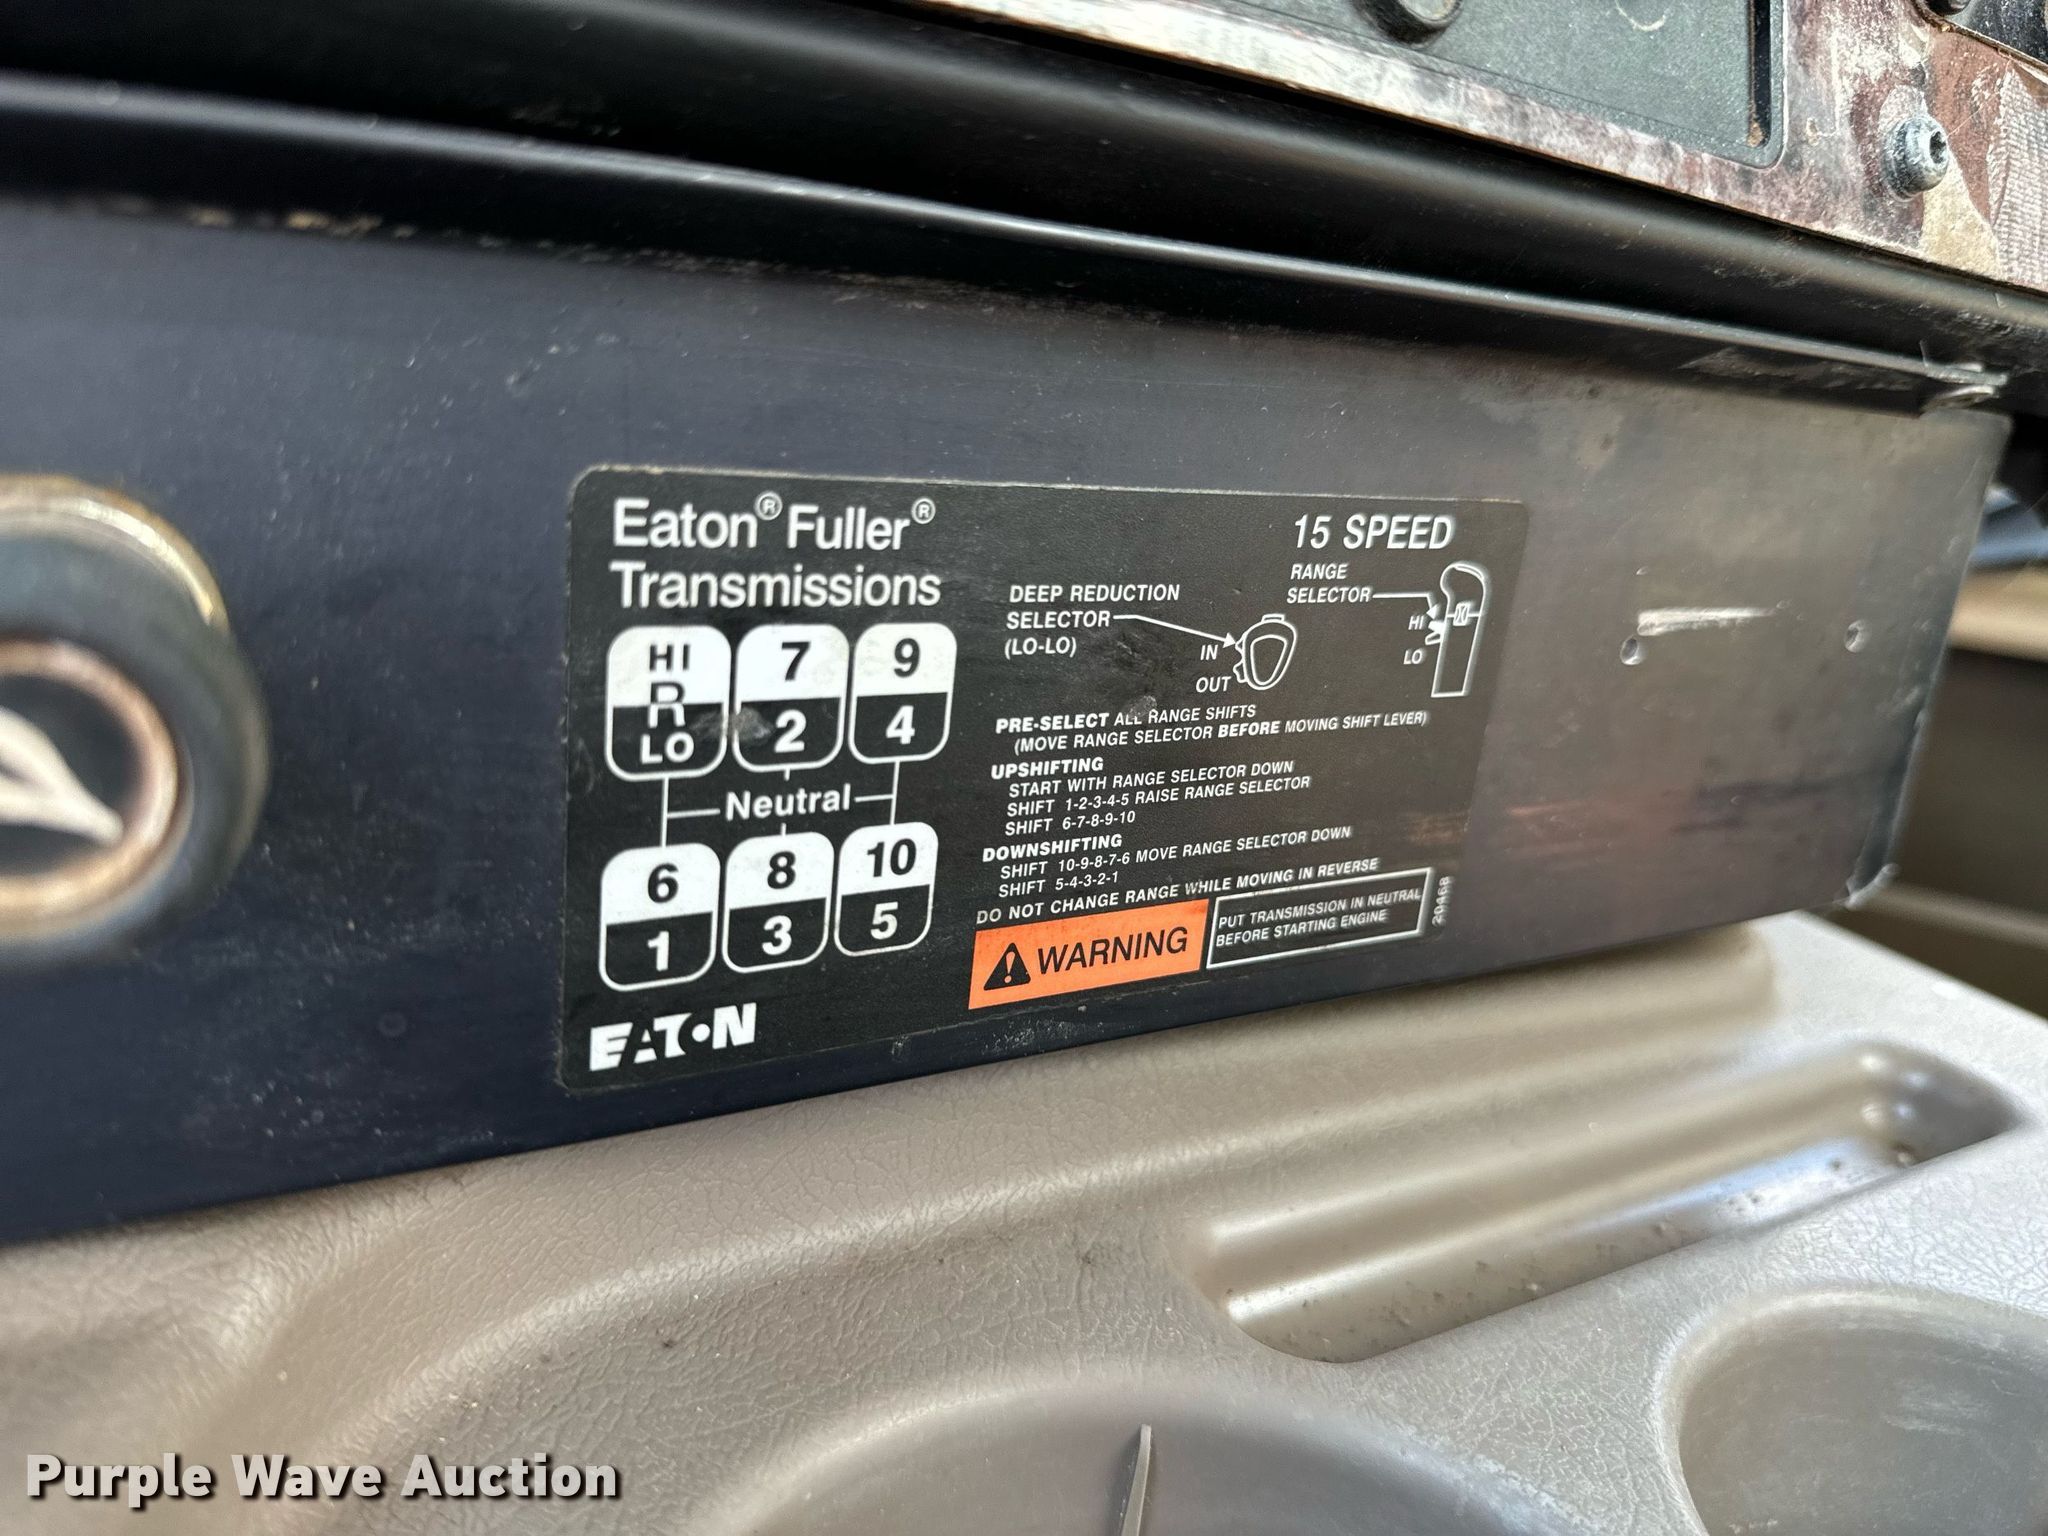 Eaton® Fuller®
Transmissions
HI
R
LO
7
2
9
4
Neutral
6
1
8
3
10
5
EATON
15 SPEED
DEEP REDUCTION
SELECTOR
(LO-LO)
IN
OUT
RANGE
SELECTOR
HI
LO
PRE-SELECT ALL RANGE SHIFTS
(MOVE RANGE SELECTOR BEFORE MOVING SHIFT LEVER)
UPSHIFTING
START WITH RANGE SELECTOR DOWN
SHIFT 1-2-3-4-5 RAISE RANGE SELECTOR
SHIFT 6-7-8-9-10
DOWNSHIFTING
SHIFT 10-9-8-7-6 MOVE RANGE SELECTOR DOWN
SHIFT 5-4-3-2-1
DO NOT CHANGE RANGE WHILE MOVING IN REVERSE
WARNING
PUT TRANSMISSION IN NEUTRAL
BEFORE STARTING ENGINE
20468
Purple Wave Auction